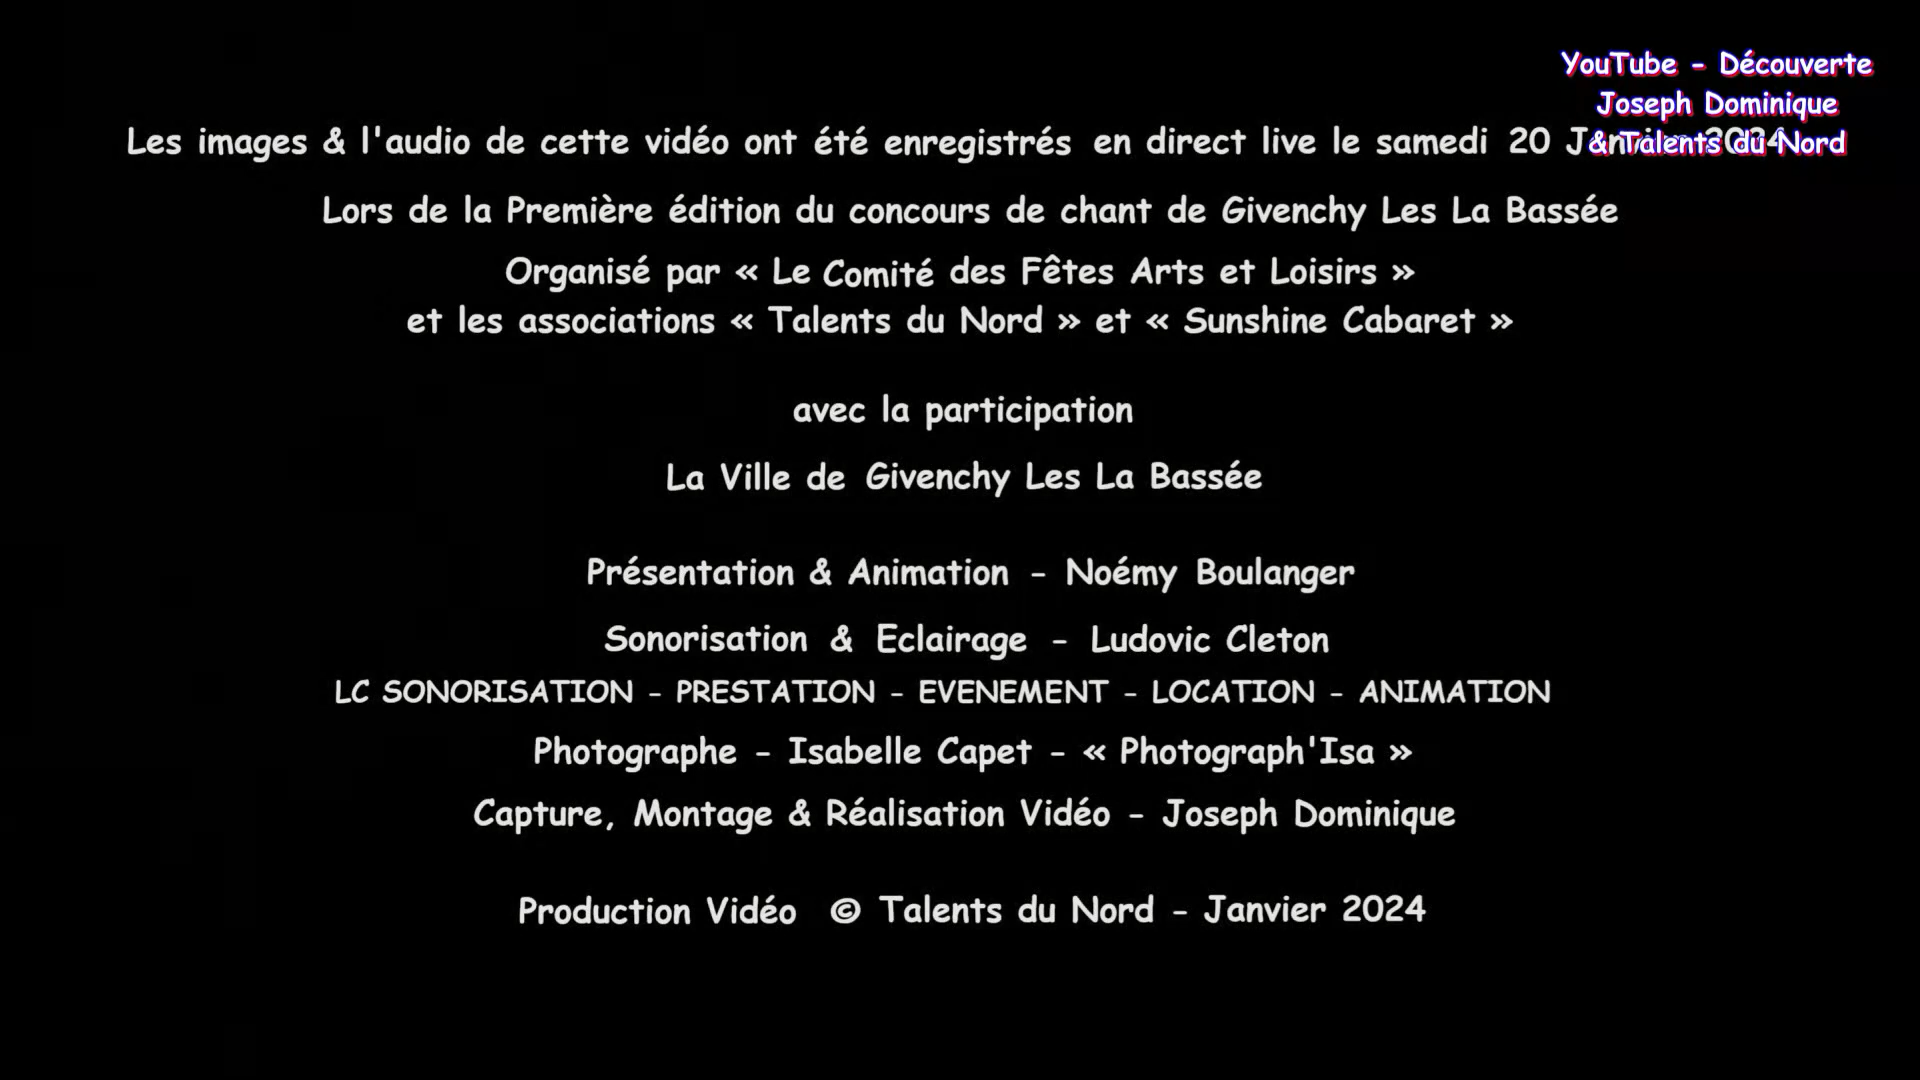 YouTube - Découverte
Joseph Dominique
& Talents du Nord
Les images & l'audio de cette vidéo ont été enregistrés en direct live le samedi 20 Janvier 2024
Lors de la Première édition du concours de chant de Givenchy Les La Bassée
Organisé par « Le Comité des Fêtes Arts et Loisirs »
et les associations « Talents du Nord » et « Sunshine Cabaret »
avec la participation
La Ville de Givenchy Les La Bassée
Présentation & Animation - Noémy Boulanger
Sonorisation & Eclairage - Ludovic Cleton
LC SONORISATION - PRESTATION - EVENEMENT - LOCATION - ANIMATION
Photographe - Isabelle Capet - « Photograph'Isa »
Capture, Montage & Réalisation Vidéo - Joseph Dominique
Production Vidéo © Talents du Nord - Janvier 2024